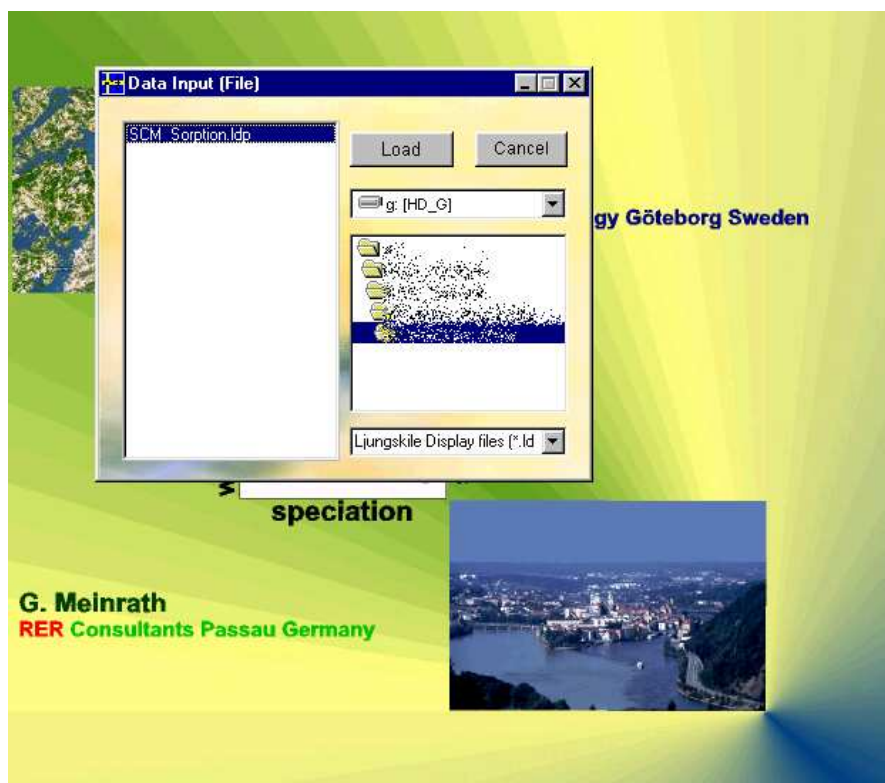 Data Input (File)
SCM_Sorption.ldp
Load
Cancel
g: [HD_G]
gy Göteborg Sweden
Ljungskile Display files (*.ld
speciation
G. Meinrath
RER Consultants Passau Germany